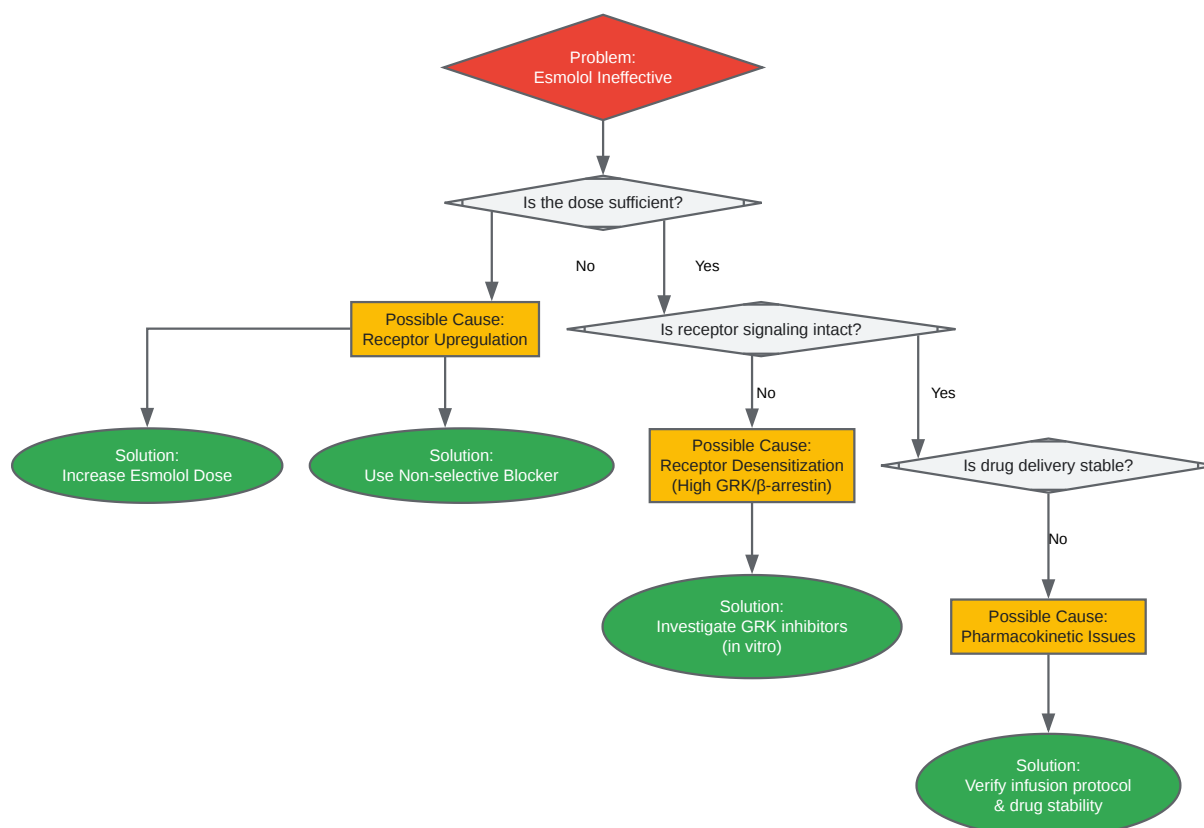 Problem:
Esmolol Ineffective
Is the dose sufficient?
No
Yes
Possible Cause:
Receptor Upregulation
Is receptor signaling intact?
No
Yes
Solution:
Increase Esmolol Dose
Solution:
Use Non-selective Blocker
Possible Cause:
Receptor Desensitization
(High GRK/β-arrestin)
Is drug delivery stable?
No
Solution:
Investigate GRK inhibitors
(in vitro)
Possible Cause:
Pharmacokinetic Issues
Solution:
Verify infusion protocol
& drug stability